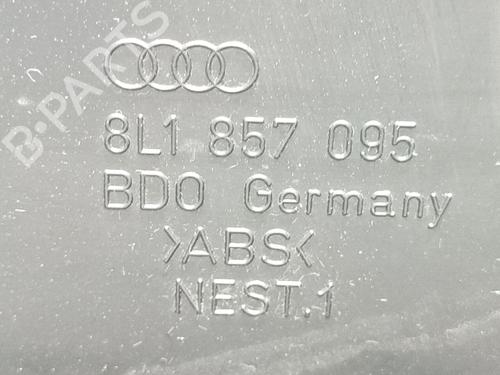 B-PARTS
8L1 857 095
BDO Germany
>ABS<
NEST.1